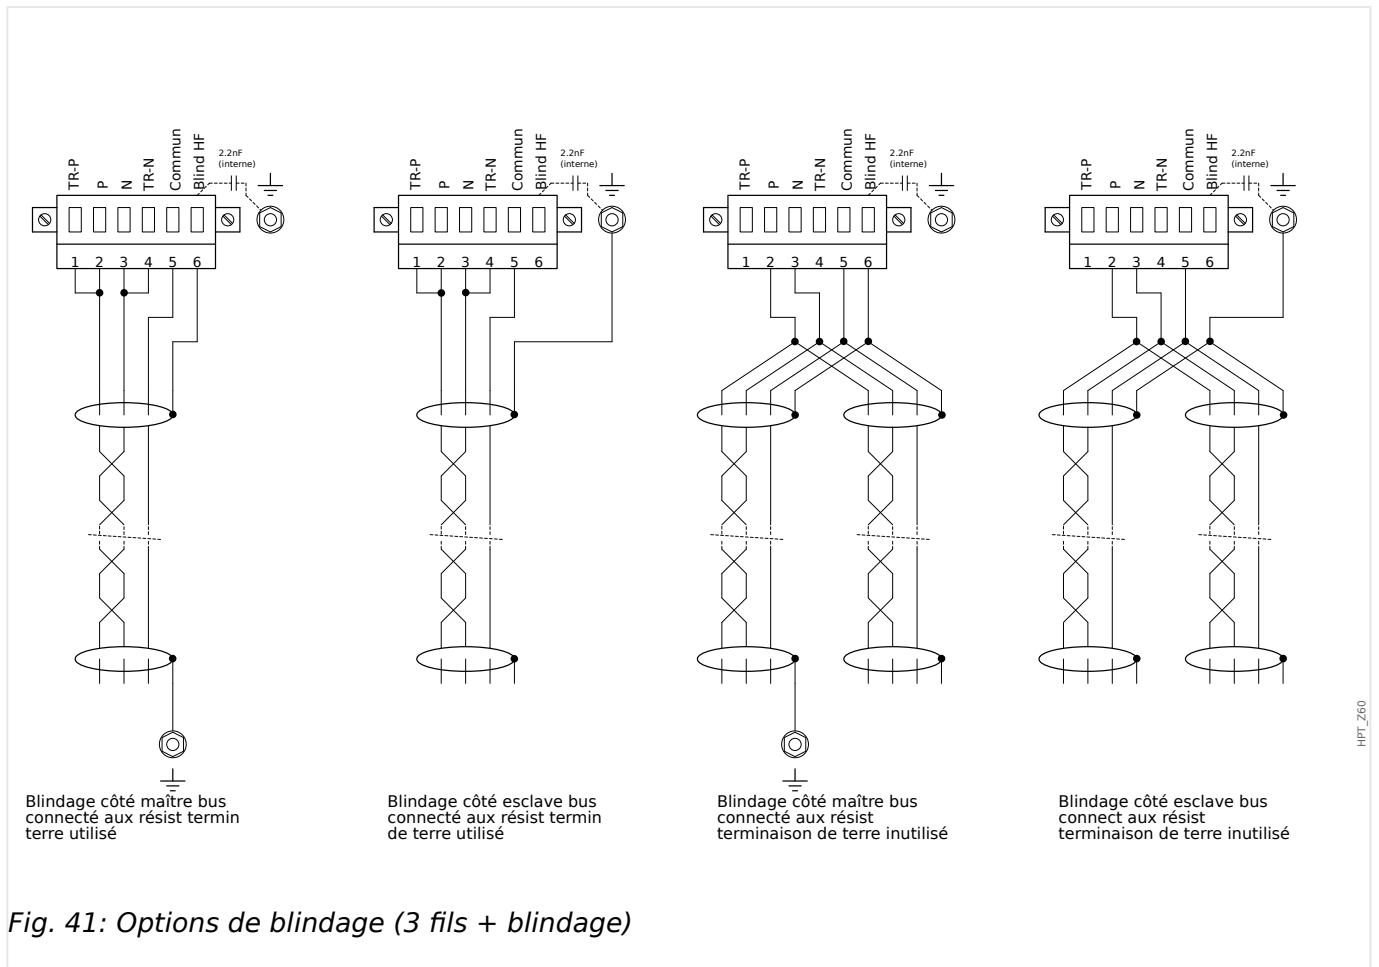 TR-P
P
N
TR-N
Commun
Blind HF
2.2nF
(interne)
1 2 3 4 5 6
TR-P
P
N
TR-N
Commun
Blind HF
2.2nF
(interne)
1 2 3 4 5 6
TR-P
P
N
TR-N
Commun
Blind HF
2.2nF
(interne)
1 2 3 4 5 6
TR-P
P
N
TR-N
Commun
Blind HF
2.2nF
(interne)
1 2 3 4 5 6
HPT_Z60
Blindage côté maître bus
connecté aux résist termin
terre utilisé
Blindage côté esclave bus
connecté aux résist termin
de terre utilisé
Blindage côté maître bus
connecté aux résist
terminaison de terre inutilisé
Blindage côté esclave bus
connect aux résist
terminaison de terre inutilisé
Fig. 41: Options de blindage (3 fils + blindage)